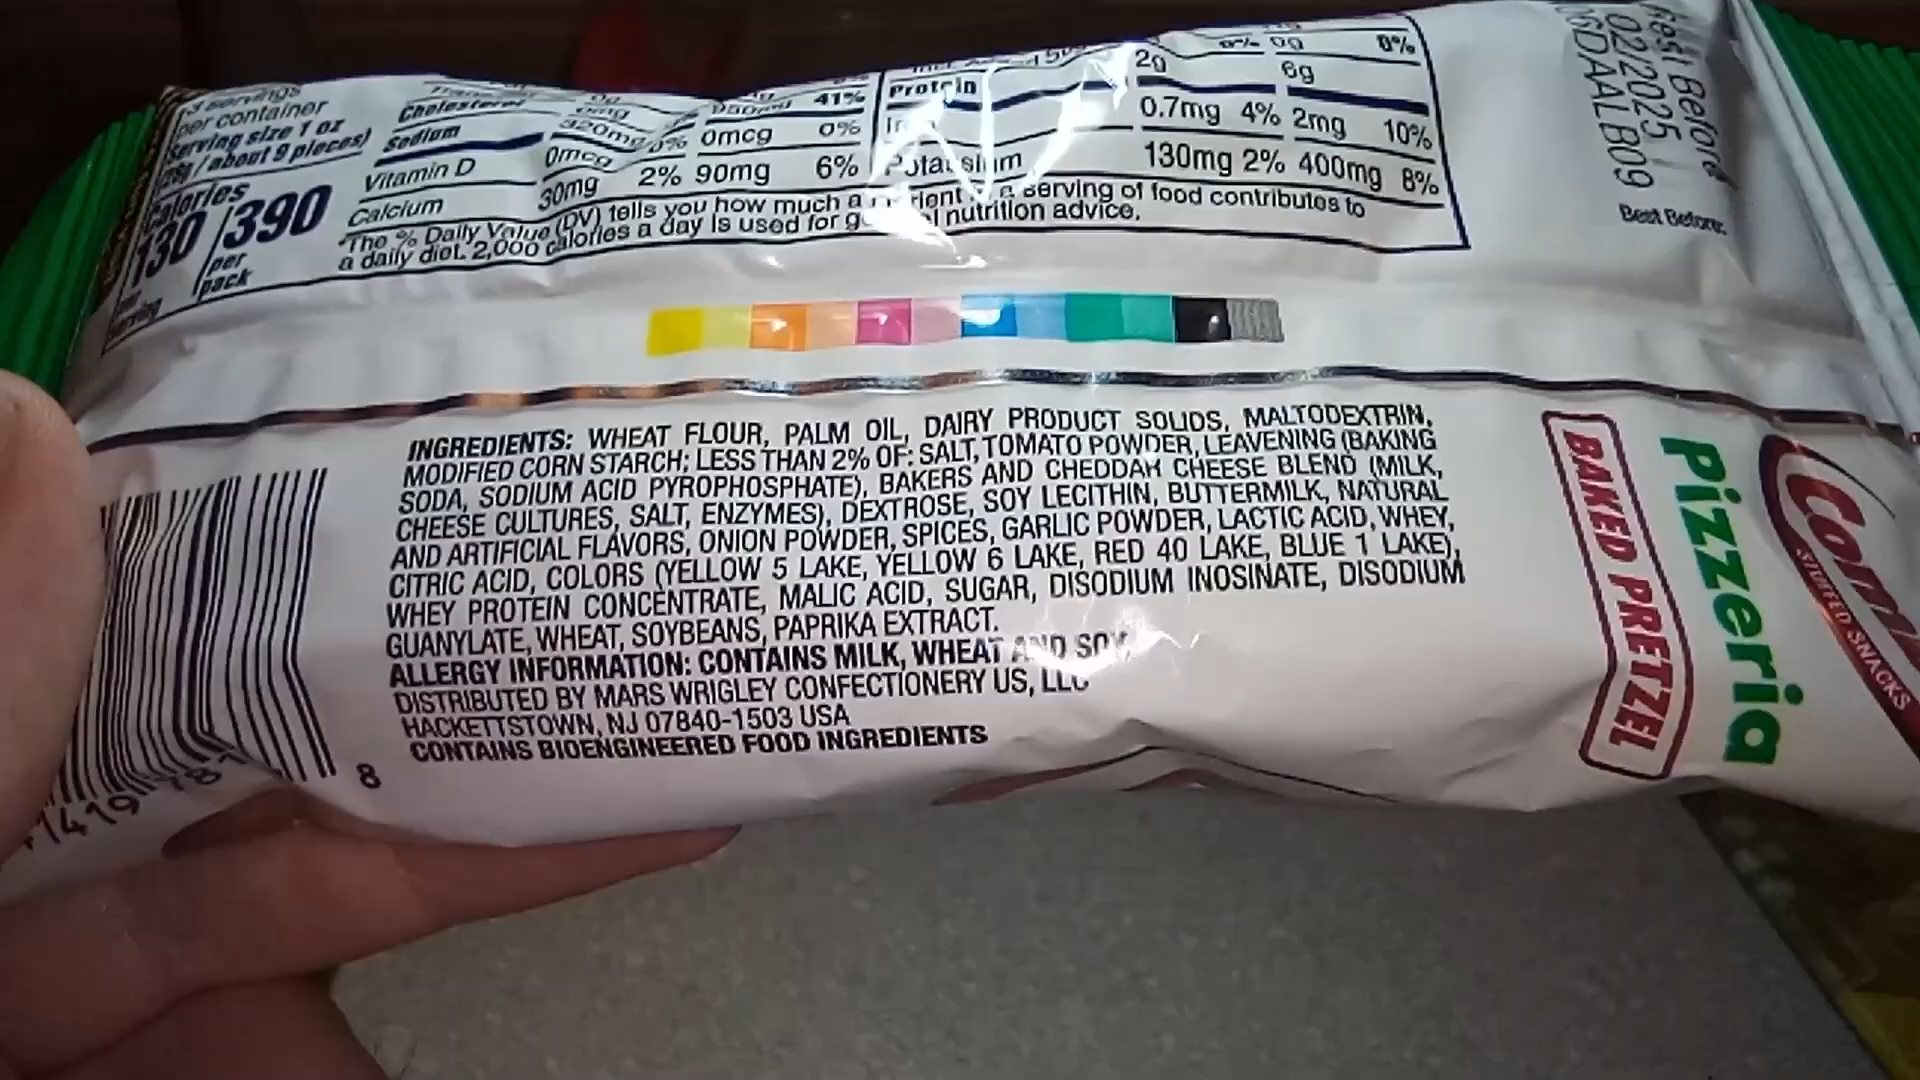 3 servings
per container
Serving size 1 oz
(28g / about 9 pieces)
Calories
130
per
serving
390
per
pack
Cholesterol 0mg
Sodium 320mg 950mg 41%
Vitamin D 0mcg 0% 0mcg 0%
Calcium 30mg 2% 90mg 6%
0g 0%
Protein 2g 6g
0.7mg 4% 2mg 10%
Potassium 130mg 2% 400mg 8%
*The % Daily Value (DV) tells you how much a nutrient in a serving of food contributes to
a daily diet. 2,000 calories a day is used for general nutrition advice.
Best Before
02/2025
06DAALB09
Best Before:
INGREDIENTS: WHEAT FLOUR, PALM OIL, DAIRY PRODUCT SOLIDS, MALTODEXTRIN,
MODIFIED CORN STARCH; LESS THAN 2% OF: SALT, TOMATO POWDER, LEAVENING (BAKING
SODA, SODIUM ACID PYROPHOSPHATE), BAKERS AND CHEDDAR CHEESE BLEND (MILK,
CHEESE CULTURES, SALT, ENZYMES), DEXTROSE, SOY LECITHIN, BUTTERMILK, NATURAL
AND ARTIFICIAL FLAVORS, ONION POWDER, SPICES, GARLIC POWDER, LACTIC ACID, WHEY,
CITRIC ACID, COLORS (YELLOW 5 LAKE, YELLOW 6 LAKE, RED 40 LAKE, BLUE 1 LAKE),
WHEY PROTEIN CONCENTRATE, MALIC ACID, SUGAR, DISODIUM INOSINATE, DISODIUM
GUANYLATE, WHEAT, SOYBEANS, PAPRIKA EXTRACT.
ALLERGY INFORMATION: CONTAINS MILK, WHEAT AND SOY.
DISTRIBUTED BY MARS WRIGLEY CONFECTIONERY US, LLC
HACKETTSTOWN, NJ 07840-1503 USA
CONTAINS BIOENGINEERED FOOD INGREDIENTS
8
Com
STUFFED SNACKS
Pizzeria
BAKED PRETZEL